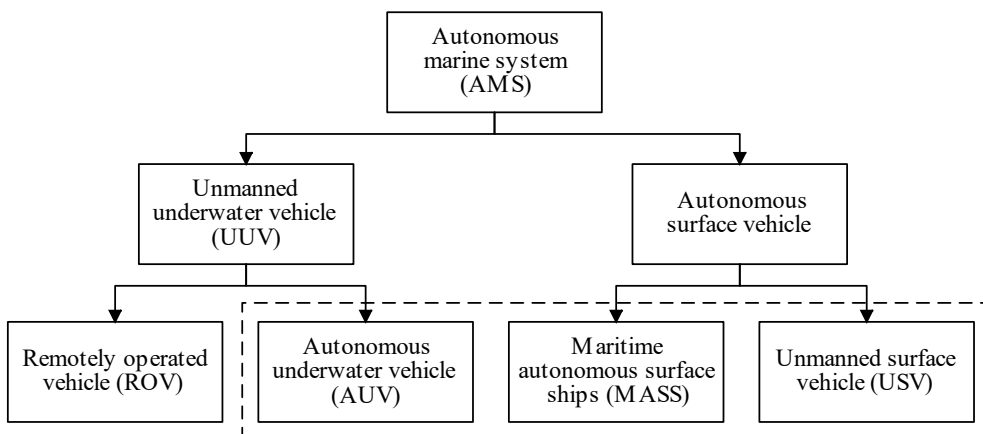 Autonomous
marine system
(AMS)
Unmanned
underwater vehicle
(UUV)
Autonomous
surface vehicle
Remotely operated
vehicle (ROV)
Autonomous
underwater vehicle
(AUV)
Maritime
autonomous surface
ships (MASS)
Unmanned surface
vehicle (USV)